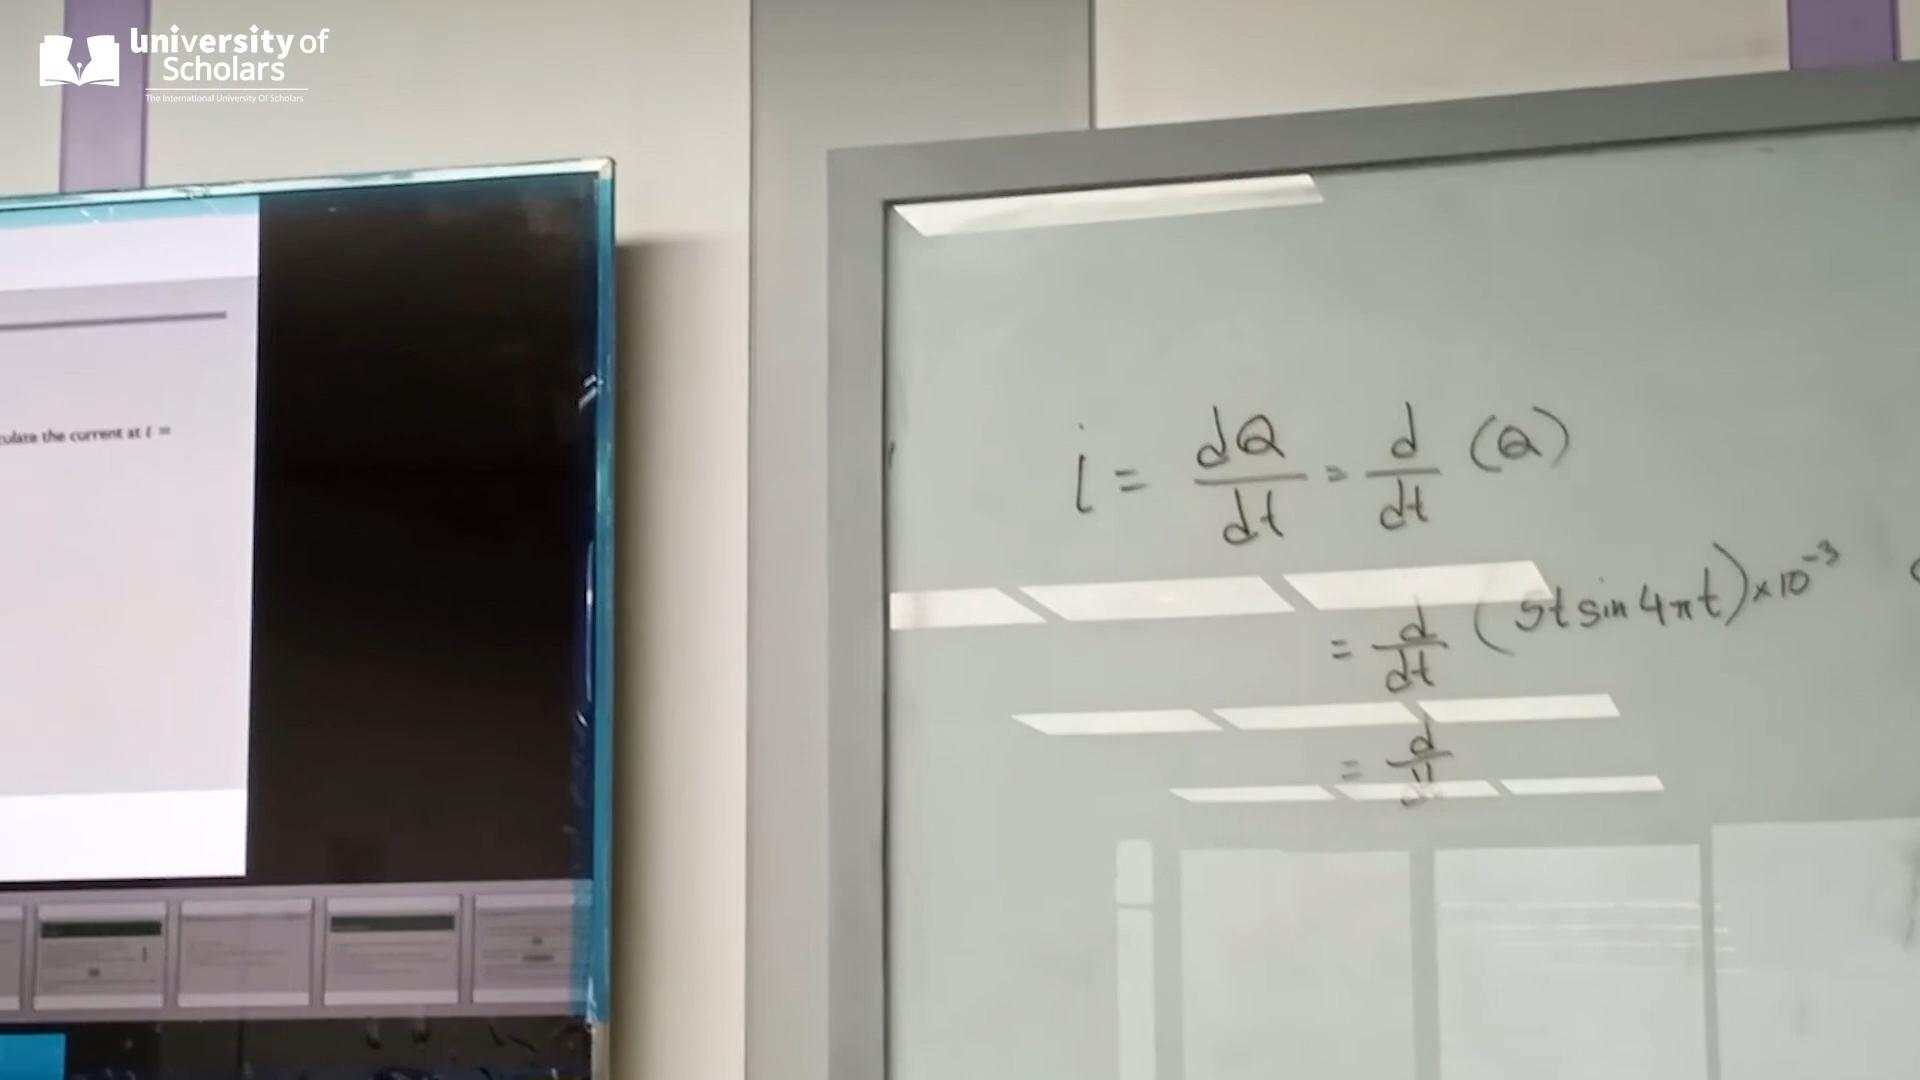 University of
Scholars
The International University Of Scholars
culate the current at t =
i = dQ/dt = d/dt (Q)
= d/dt (5t sin 4πt) × 10⁻³
= d/dt